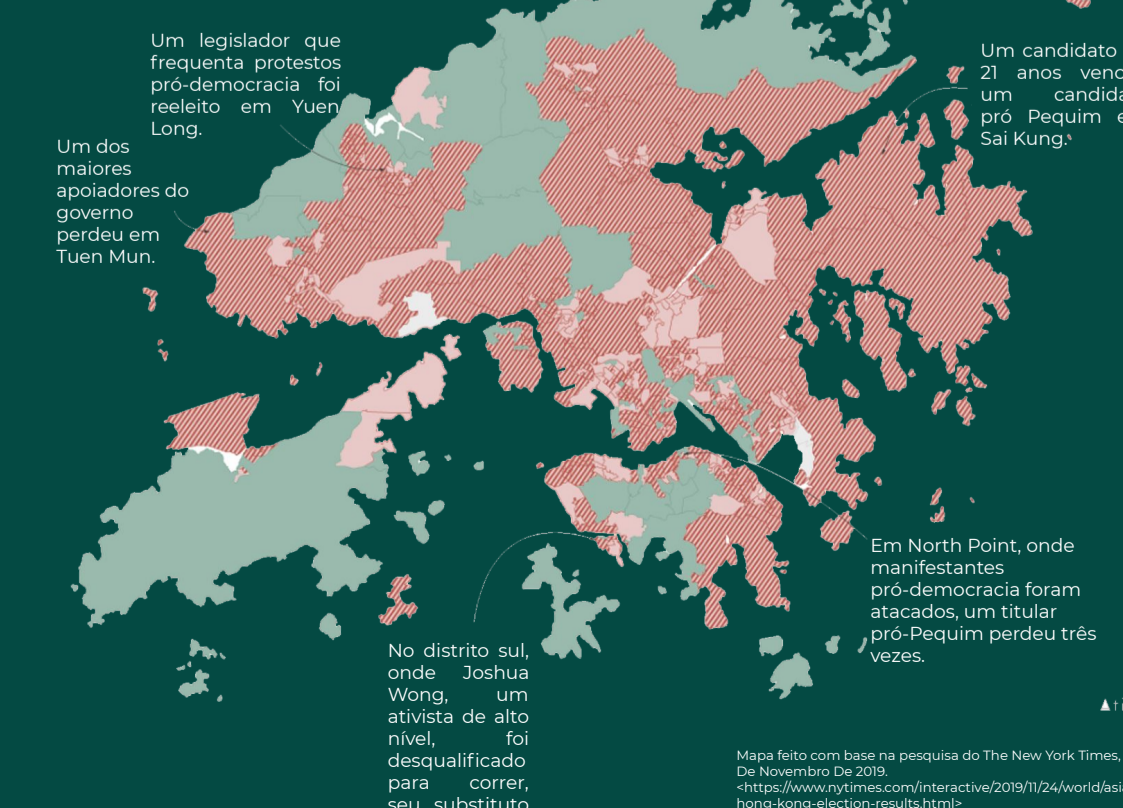 Um legislador que
frequenta protestos
pró-democracia foi
reeleito em Yuen
Long.
Um dos
maiores
apoiadores do
governo
perdeu em
Tuen Mun.
Um candidato
21 anos
um
pró Pequim
Sai Kung.
Em North Point, onde
manifestantes
pró-democracia foram
atacados, um titular
pró-Pequim perdeu três
vezes.
No distrito sul,
onde Joshua
Wong, um
ativista de alto
nível, foi
desqualificado
para correr,
seu substituto
Mapa feito com base na pesquisa do The New York Times,
De Novembro De 2019.
<https://www.nytimes.com/interactive/2019/11/24/world/asia
hong-kong-election-results.html>